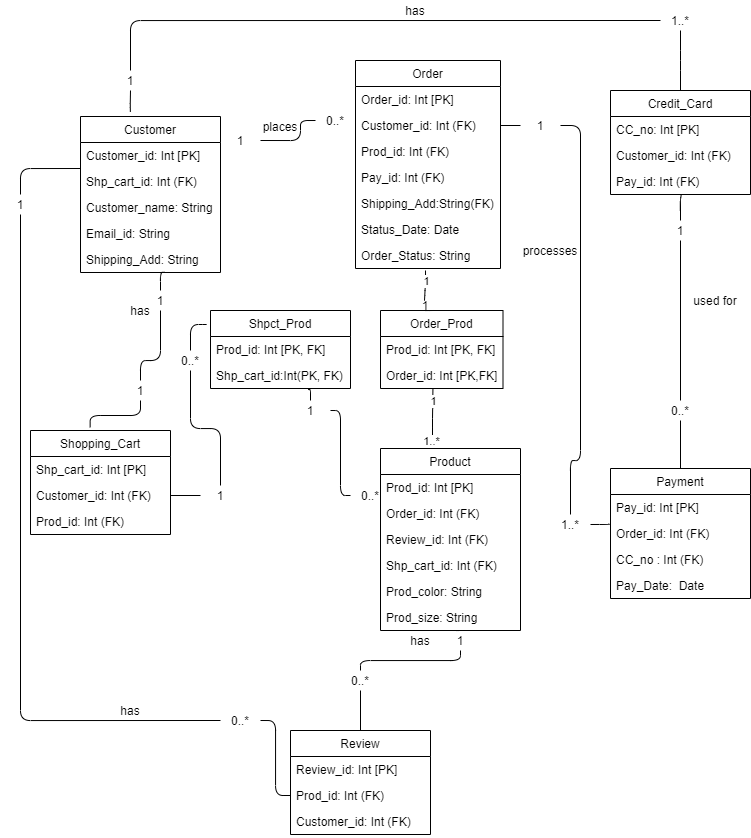 has
1..*
1
Order
Order_id: Int [PK]
Customer_id: Int (FK)
Prod_id: Int (FK)
Pay_id: Int (FK)
Shipping_Add:String(FK)
Status_Date: Date
Order_Status: String
Credit_Card
CC_no: Int [PK]
Customer_id: Int (FK)
Pay_id: Int (FK)
Customer
Customer_id: Int [PK]
Shp_cart_id: Int (FK)
Customer_name: String
Email_id: String
Shipping_Add: String
1
places
0..*
1
processes
1..*
1
used for
0..*
1
has
1
1
1
1
Shpct_Prod
Prod_id: Int [PK, FK]
Shp_cart_id:Int(PK, FK)
Order_Prod
Prod_id: Int [PK, FK]
Order_id: Int [PK,FK]
0..*
1
1
0..*
1
1..*
Shopping_Cart
Shp_cart_id: Int [PK]
Customer_id: Int (FK)
Prod_id: Int (FK)
Product
Prod_id: Int [PK]
Order_id: Int (FK)
Review_id: Int (FK)
Shp_cart_id: Int (FK)
Prod_color: String
Prod_size: String
Payment
Pay_id: Int [PK]
Order_id: Int (FK)
CC_no : Int (FK)
Pay_Date: Date
has
1
0..*
has
0..*
Review
Review_id: Int [PK]
Prod_id: Int (FK)
Customer_id: Int (FK)